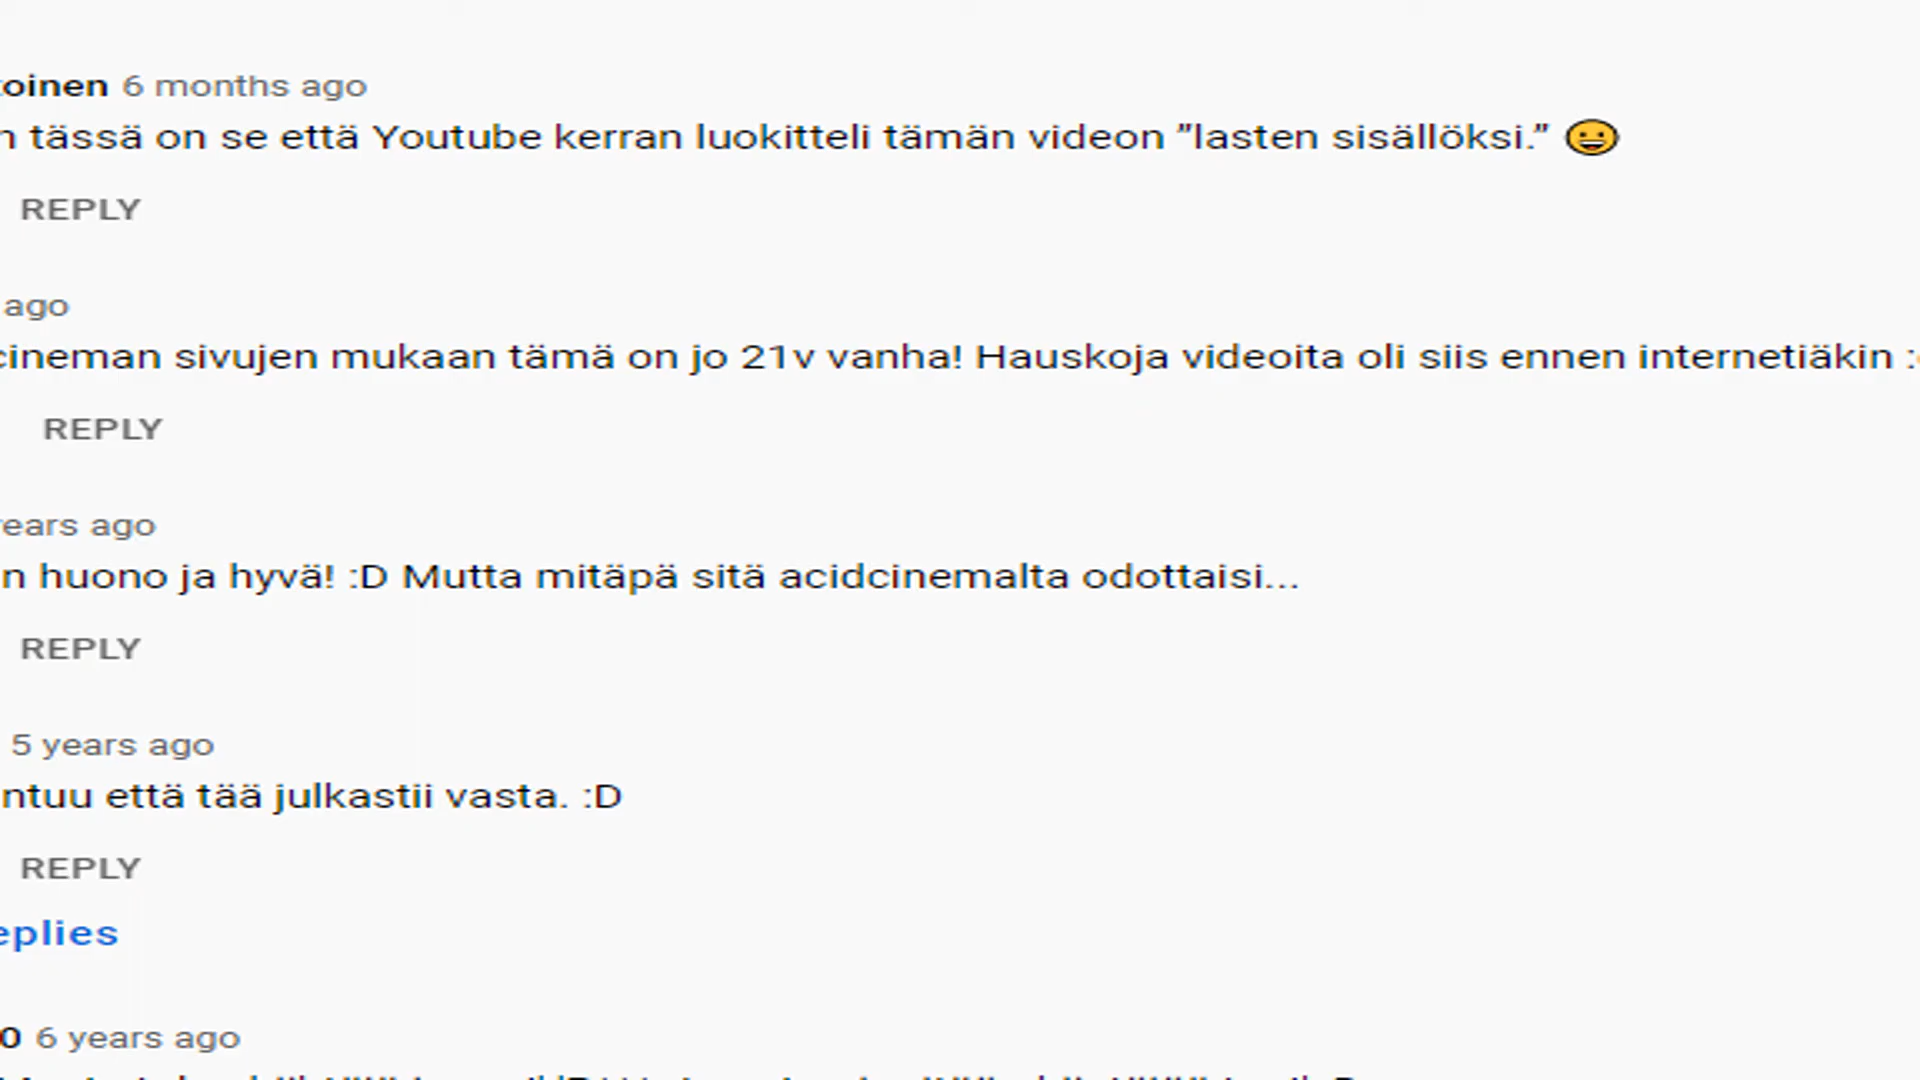 oinen 6 months ago
n tässä on se että Youtube kerran luokitteli tämän videon "lasten sisällöksi." 😀
REPLY
ago
cineman sivujen mukaan tämä on jo 21v vanha! Hauskoja videoita oli siis ennen internetiäkin :
REPLY
years ago
n huono ja hyvä! :D Mutta mitäpä sitä acidcinemalta odottaisi...
REPLY
5 years ago
ntuu että tää julkastii vasta. :D
REPLY
eplies
0 6 years ago